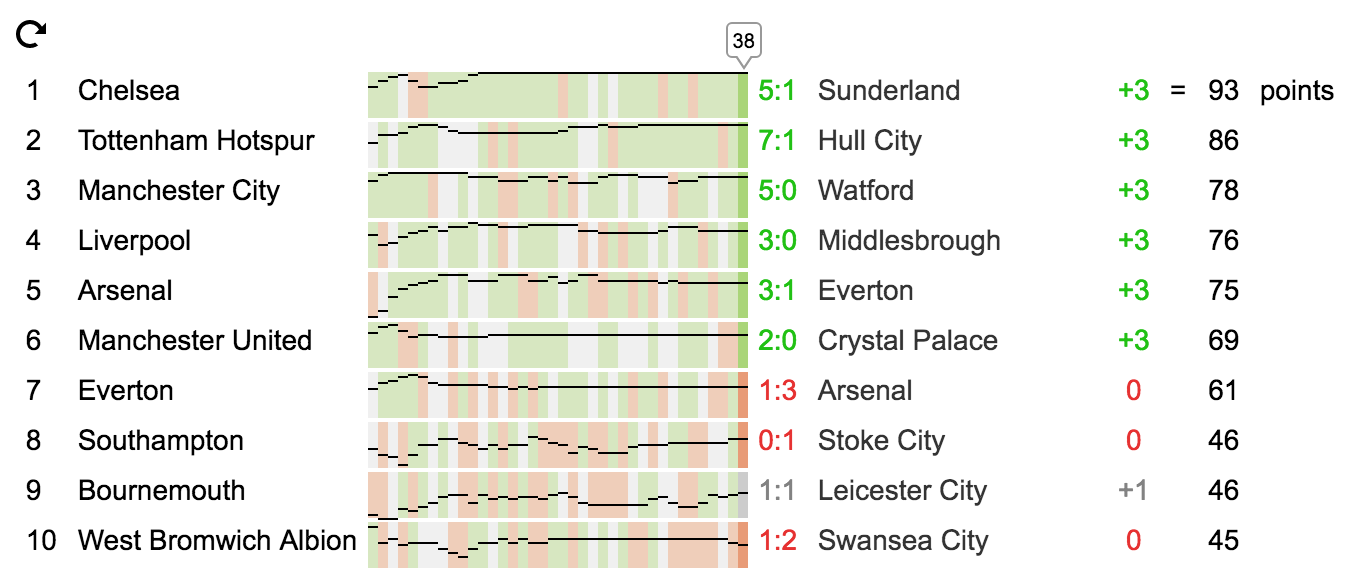 38
1 Chelsea 5:1 Sunderland +3 = 93 points
2 Tottenham Hotspur 7:1 Hull City +3 86
3 Manchester City 5:0 Watford +3 78
4 Liverpool 3:0 Middlesbrough +3 76
5 Arsenal 3:1 Everton +3 75
6 Manchester United 2:0 Crystal Palace +3 69
7 Everton 1:3 Arsenal 0 61
8 Southampton 0:1 Stoke City 0 46
9 Bournemouth 1:1 Leicester City +1 46
10 West Bromwich Albion 1:2 Swansea City 0 45